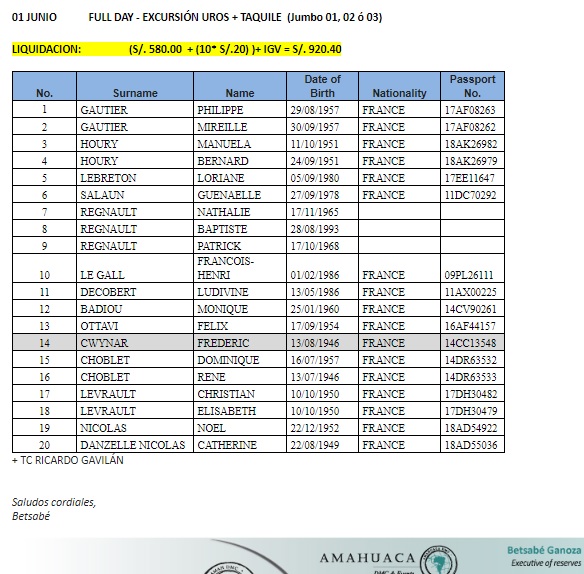 01 JUNIO FULL DAY - EXCURSIÓN UROS + TAQUILE (Jumbo 01, 02 ó 03)
LIQUIDACION: (S/. 580.00 + (10* S/.20) )+ IGV = S/. 920.40
No. Surname Name Date of Birth Nationality Passport No.
1 GAUTIER PHILIPPE 29/08/1957 FRANCE 17AF08263
2 GAUTIER MIREILLE 30/09/1957 FRANCE 17AF08262
3 HOURY MANUELA 11/10/1951 FRANCE 18AK26982
4 HOURY BERNARD 24/09/1951 FRANCE 18AK26979
5 LEBRETON LORIANE 05/09/1980 FRANCE 17EE11647
6 SALAUN GUENAELLE 27/09/1978 FRANCE 11DC70292
7 REGNAULT NATHALIE 17/11/1965
8 REGNAULT BAPTISTE 28/08/1993
9 REGNAULT PATRICK 17/10/1968
10 LE GALL FRANCOIS-HENRI 01/02/1986 FRANCE 09PL26111
11 DECOBERT LUDIVINE 13/05/1986 FRANCE 11AX00225
12 BADIOU MONIQUE 25/01/1960 FRANCE 14CV90261
13 OTTAVI FELIX 17/09/1954 FRANCE 16AF44157
14 CWYNAR FREDERIC 13/08/1946 FRANCE 14CC13548
15 CHOBLET DOMINIQUE 16/07/1957 FRANCE 14DR63532
16 CHOBLET RENE 13/07/1946 FRANCE 14DR63533
17 LEVRAULT CHRISTIAN 10/10/1950 FRANCE 17DH30482
18 LEVRAULT ELISABETH 10/10/1950 FRANCE 17DH30479
19 NICOLAS NOEL 22/12/1952 FRANCE 18AD54922
20 DANZELLE NICOLAS CATHERINE 22/08/1949 FRANCE 18AD55036
+ TC RICARDO GAVILÁN
Saludos cordiales,
Betsabé
AMAHUACA
Betsabé Ganoza
Executive of reserves